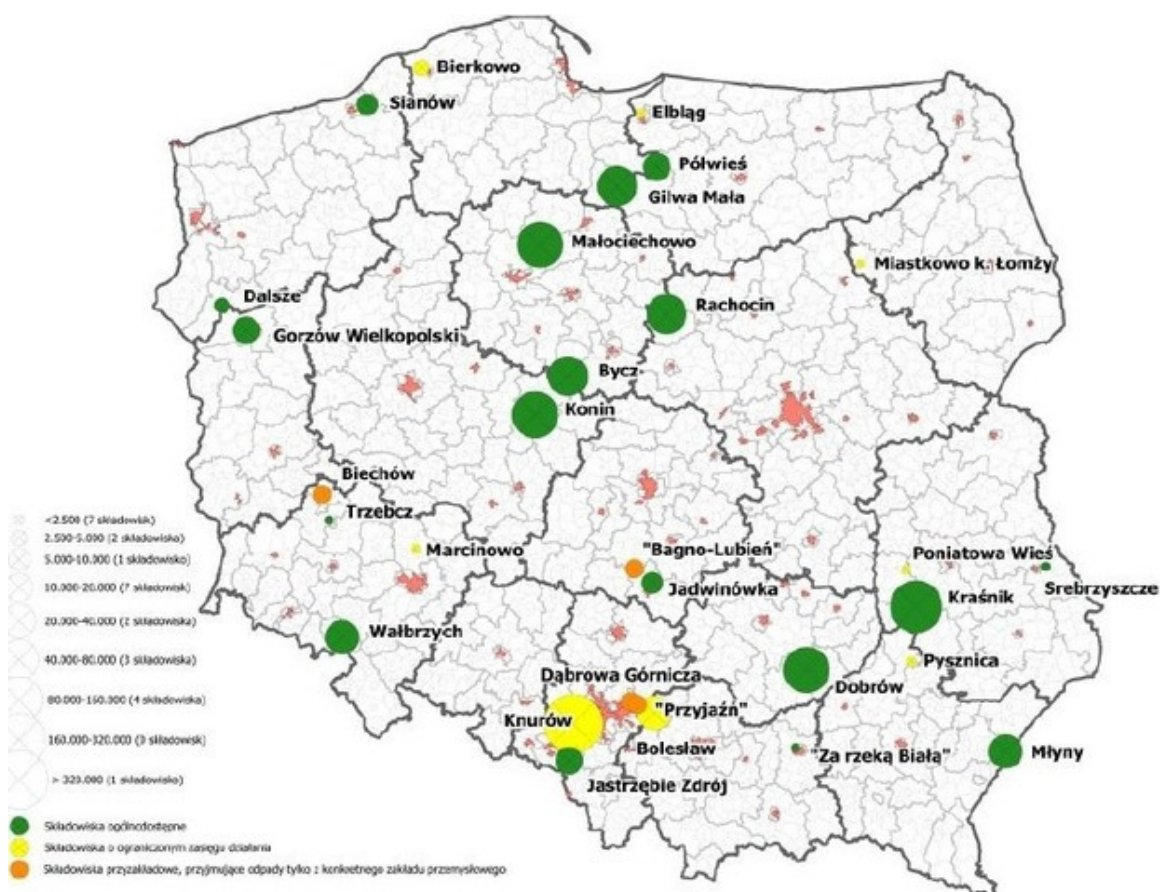 Bierkowo
Sianów
Elbląg
Półwieś
Gilwa Mała
Małociechowo
Miastkowo k. Łomży
Dalsze
Rachocin
Gorzów Wielkopolski
Bycz
Konin
Biechów
Trzebcz
Marcinowo
"Bagno-Lubień"
Jadwinówka
Poniatowa Wieś
Srebrzyszcze
Kraśnik
Wałbrzych
Pysznica
Dobrów
Dąbrowa Górnicza
"Przyjaźń"
Knurów
Bolesław
"Za rzeką Białą"
Młyny
Jastrzębie Zdrój
<2.500 (7 składowisk)
2.500-5.000 (2 składowiska)
5.000-10.000 (1 składowisko)
10.000-20.000 (7 składowisk)
20.000-40.000 (2 składowiska)
40.000-80.000 (3 składowiska)
80.000-160.000 (4 składowiska)
160.000-320.000 (3 składowisk)
> 320.000 (1 składowisko)
Składowiska ogólnodostępne
Składowiska o ograniczonym zasięgu działania
Składowiska przyzakładowe, przyjmujące odpady tylko z konkretnego zakładu przemysłowego